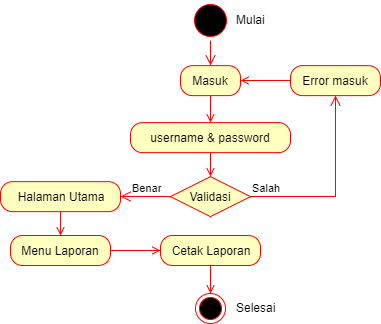 Mulai
Masuk
Error masuk
username & password
Benar
Validasi
Salah
Halaman Utama
Menu Laporan
Cetak Laporan
Selesai